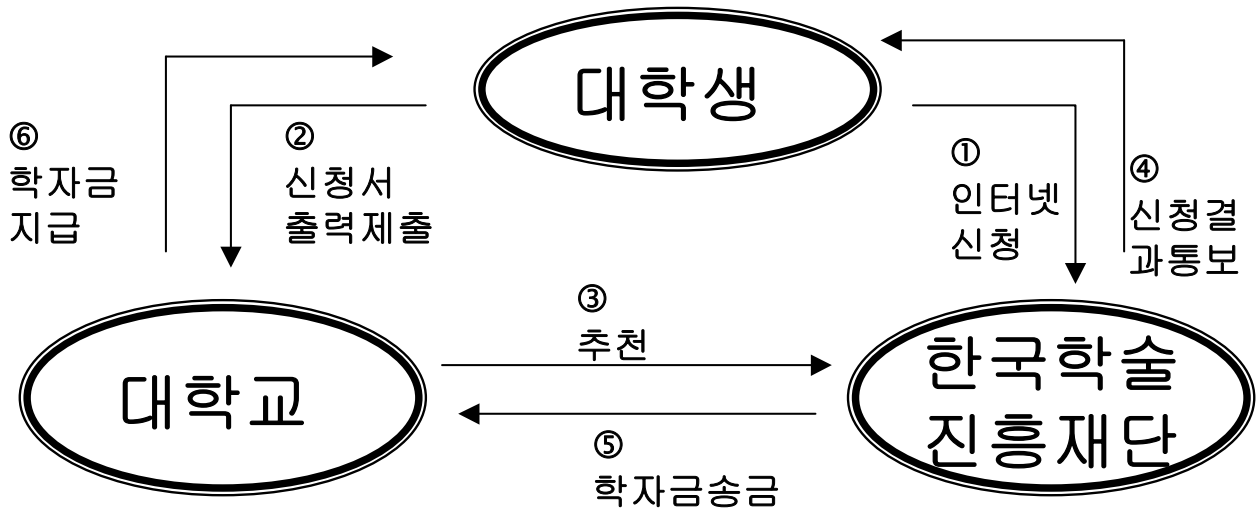 대학생
⑥
학자금
지급
②
신청서
출력제출
①
인터넷
신청
④
신청결
과통보
③
추천
대학교
한국학술
진흥재단
⑤
학자금송금